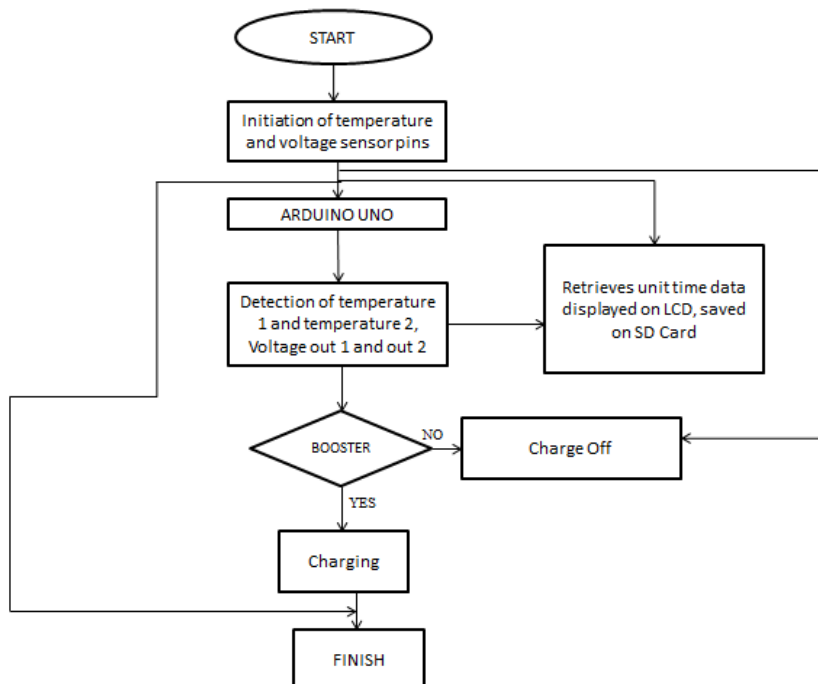 START
Initiation of temperature
and voltage sensor pins
ARDUINO UNO
Detection of temperature
1 and temperature 2,
Voltage out 1 and out 2
Retrieves unit time data
displayed on LCD, saved
on SD Card
BOOSTER
NO
Charge Off
YES
Charging
FINISH